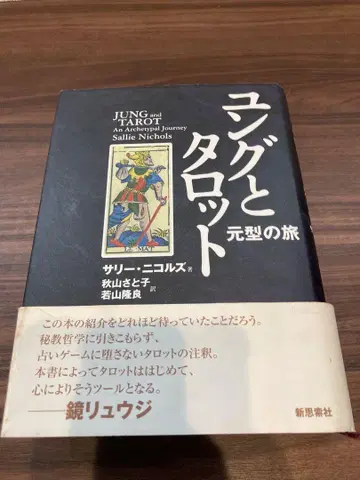 JUNG and
TAROT
An Archetypal Journey
Sallie Nichols
ユングと
タロット
元型の旅
LE MAT
サリー・ニコルズ 著
秋山さと子
若山隆良 訳
この本の紹介をどれほど待っていたことだろう。
秘教哲学に引きこもらず、
占いゲームに堕さないタロットの注釈。
本書によってタロットははじめて、
心によりそうツールとなる。
——鏡リュウジ
新思索社